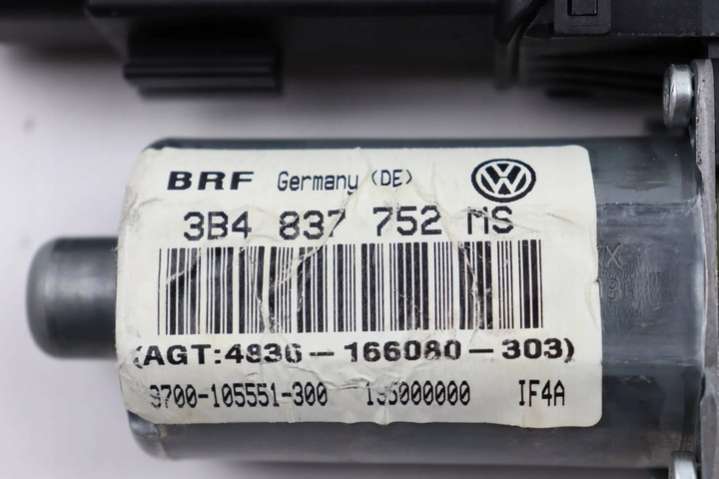 BRF Germany (DE)
3B4 837 752 MS
(AGT:4836-166080-303)
3700-105551-300 135000000 IF4A